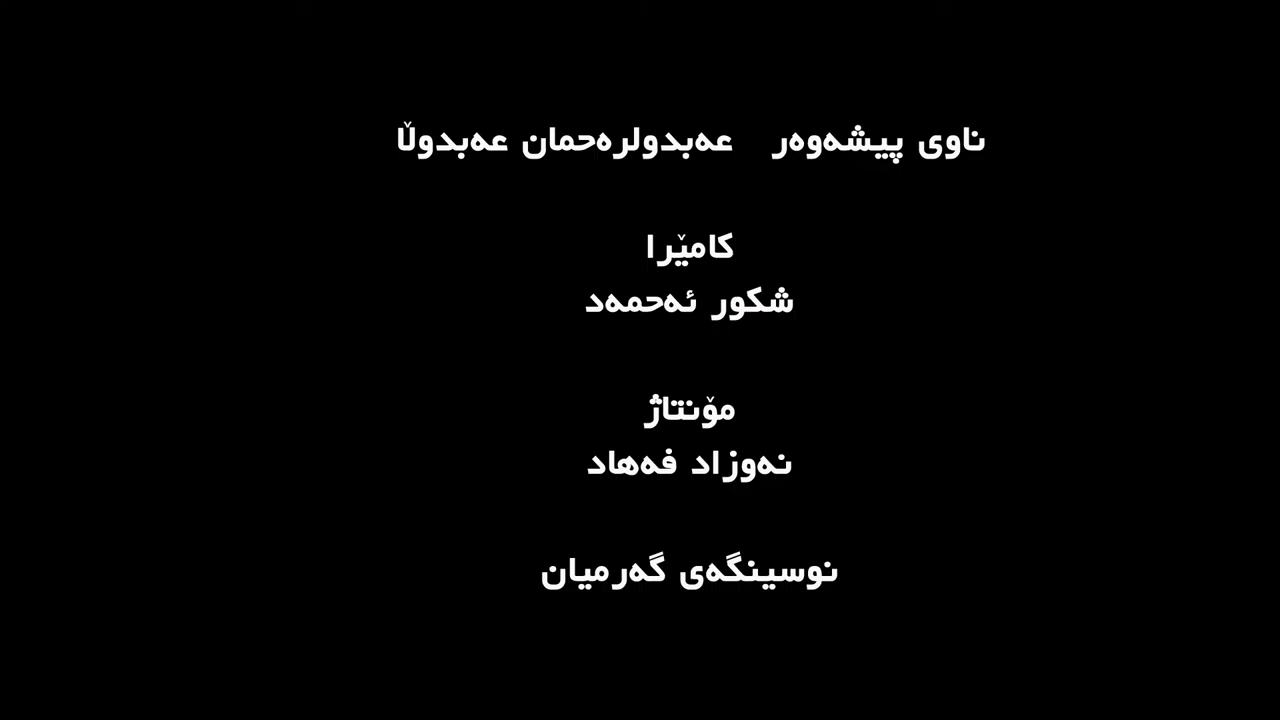 ناوی پیشەوەر عەبدولرەحمان عەبدوڵا
کامێرا
شکور ئەحمەد
مۆنتاژ
نەوزاد فەهاد
نوسینگەی گەرمیان